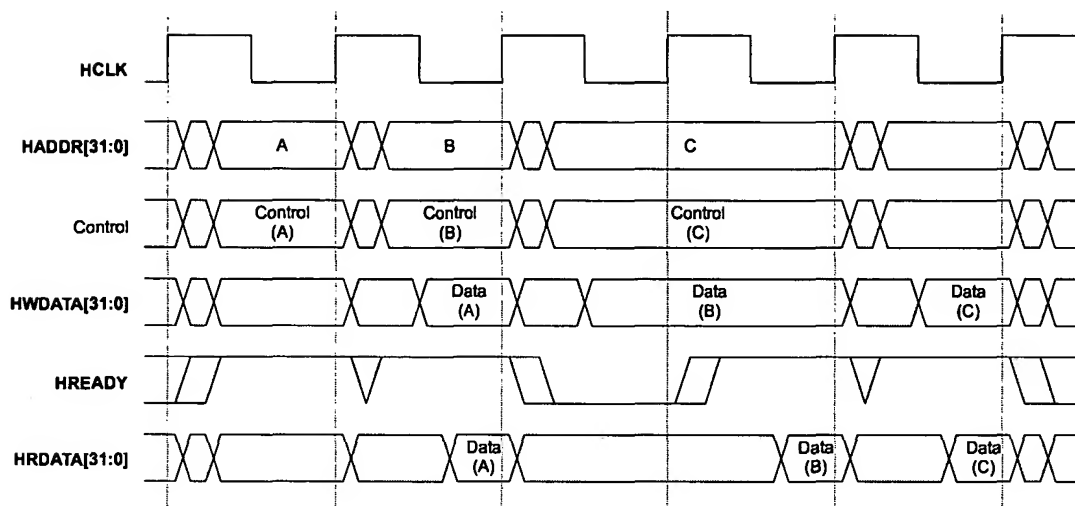 HCLK
HADDR[31:0]
A
B
C
Control
Control
(A)
Control
(B)
Control
(C)
HWDATA[31:0]
Data
(A)
Data
(B)
Data
(C)
HREADY
HRDATA[31:0]
Data
(A)
Data
(B)
Data
(C)